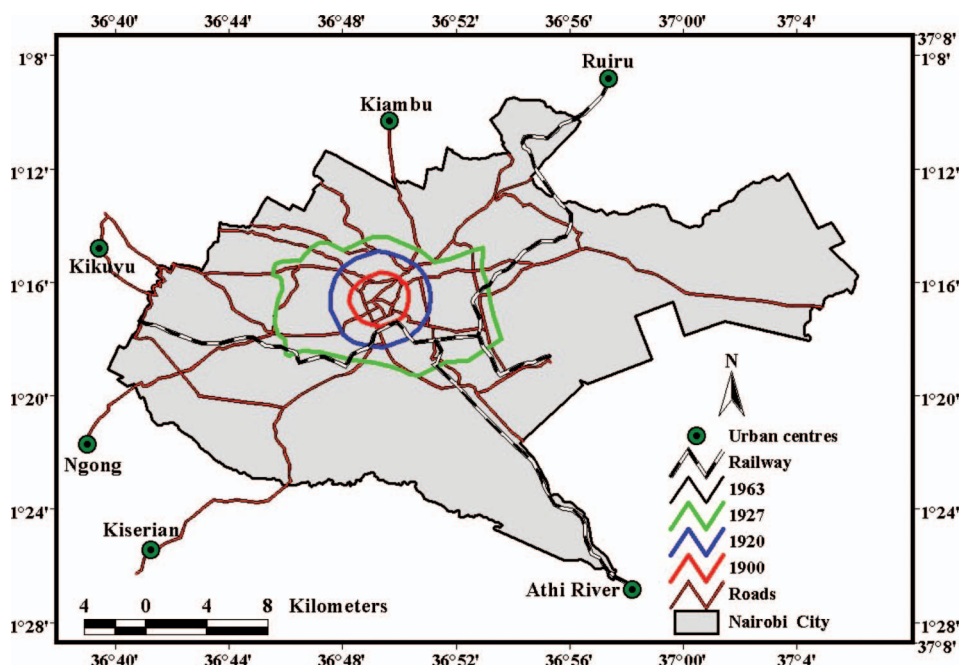 36°40' 36°44' 36°48' 36°52' 36°56' 37°00' 37°4'
1°8' 37°8'
Ruiru
Kiambu
1°12' 1°12'
Kikuyu
1°16' 1°16'
N
1°20' 1°20'
Urban centres
Ngong
Railway
1963
1°24' 1°24'
1927
Kiserian
1920
1900
Athi River
Roads
4 0 4 8 Kilometers
Nairobi City
1°28' 1°28'
37°8'
36°40' 36°44' 36°48' 36°52' 36°56' 37°00' 37°4'